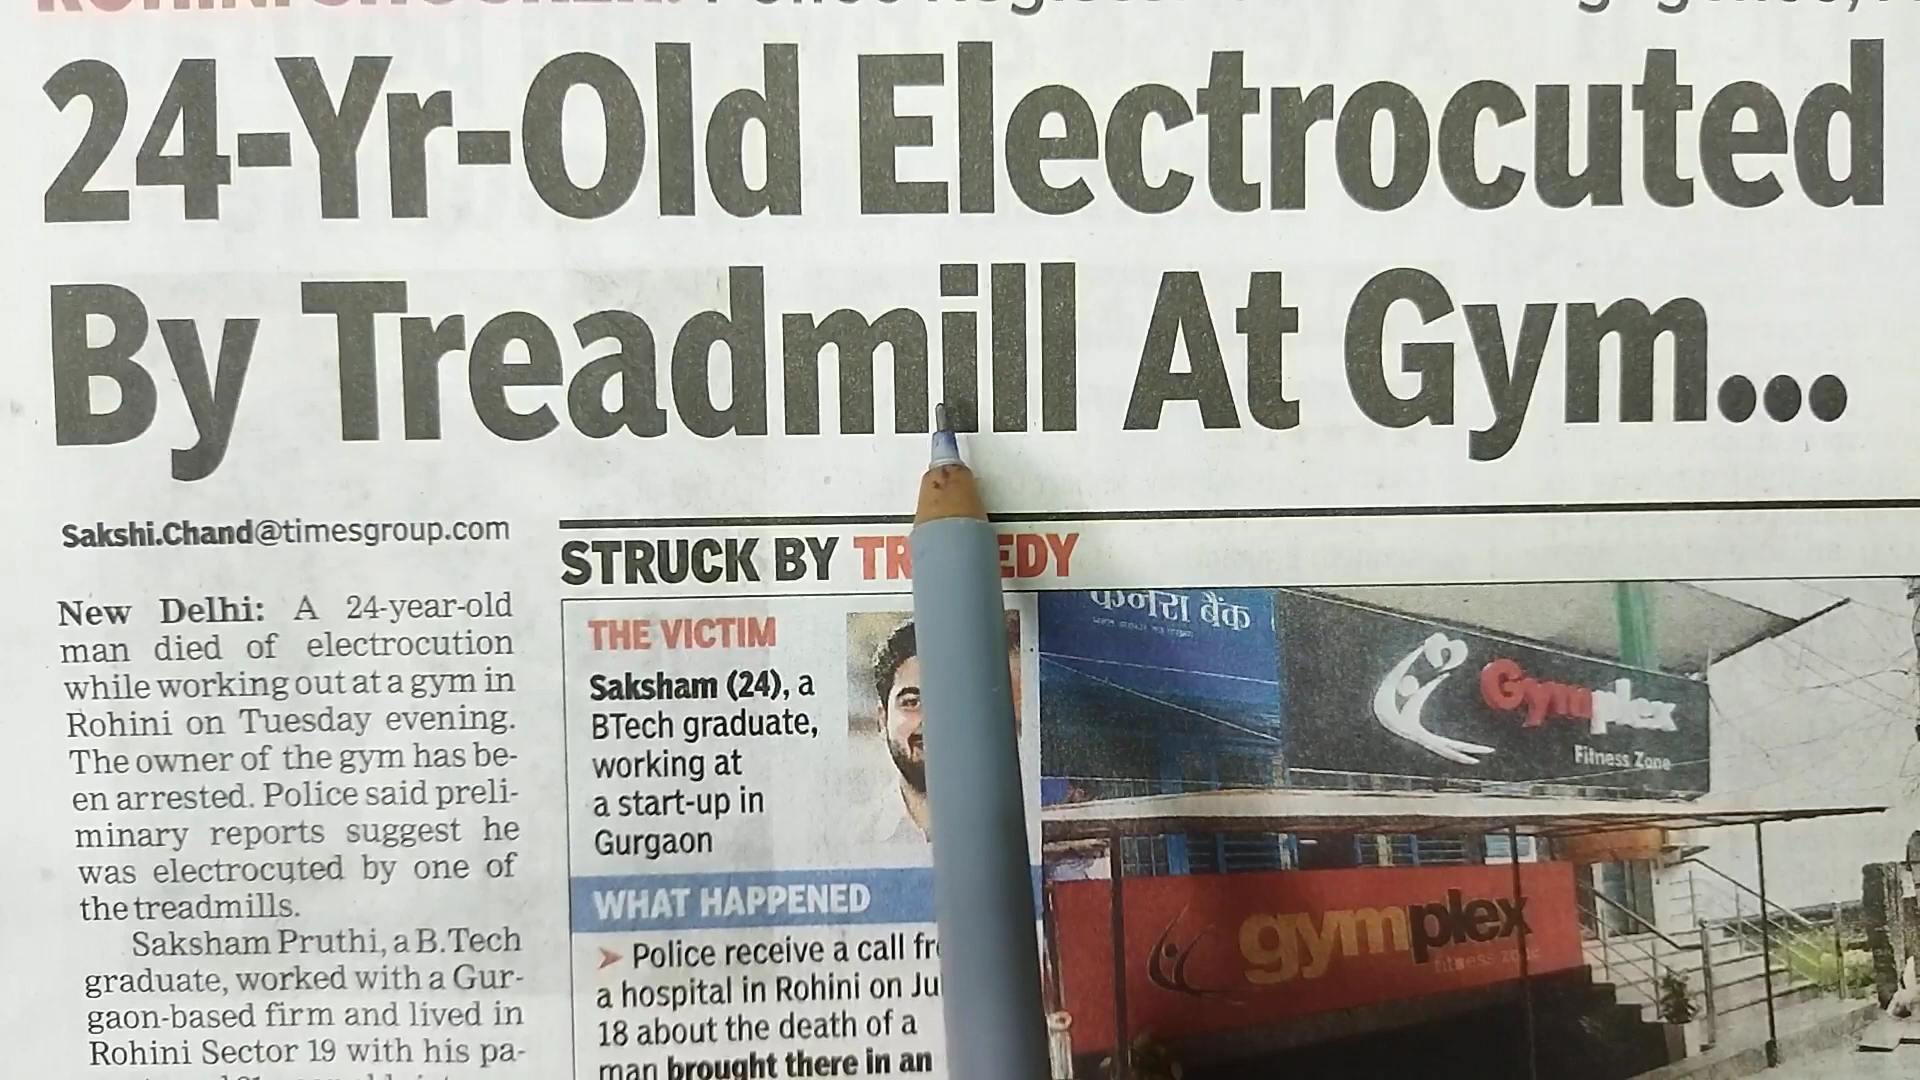 24-Yr-Old Electrocuted
By Treadmill At Gym...
Sakshi.Chand@timesgroup.com
New Delhi: A 24-year-old
man died of electrocution
while working out at a gym in
Rohini on Tuesday evening.
The owner of the gym has be-
en arrested. Police said preli-
minary reports suggest he
was electrocuted by one of
the treadmills.
Saksham Pruthi, a B.Tech
graduate, worked with a Gur-
gaon-based firm and lived in
Rohini Sector 19 with his pa-
STRUCK BY TR EDY
THE VICTIM
Saksham (24), a
BTech graduate,
working at
a start-up in
Gurgaon
WHAT HAPPENED
➤ Police receive a call fr
a hospital in Rohini on Ju
18 about the death of a
man brought there in an
केनरा बैंक
Gymplex
Fitness Zone
gymplex
fitness zone